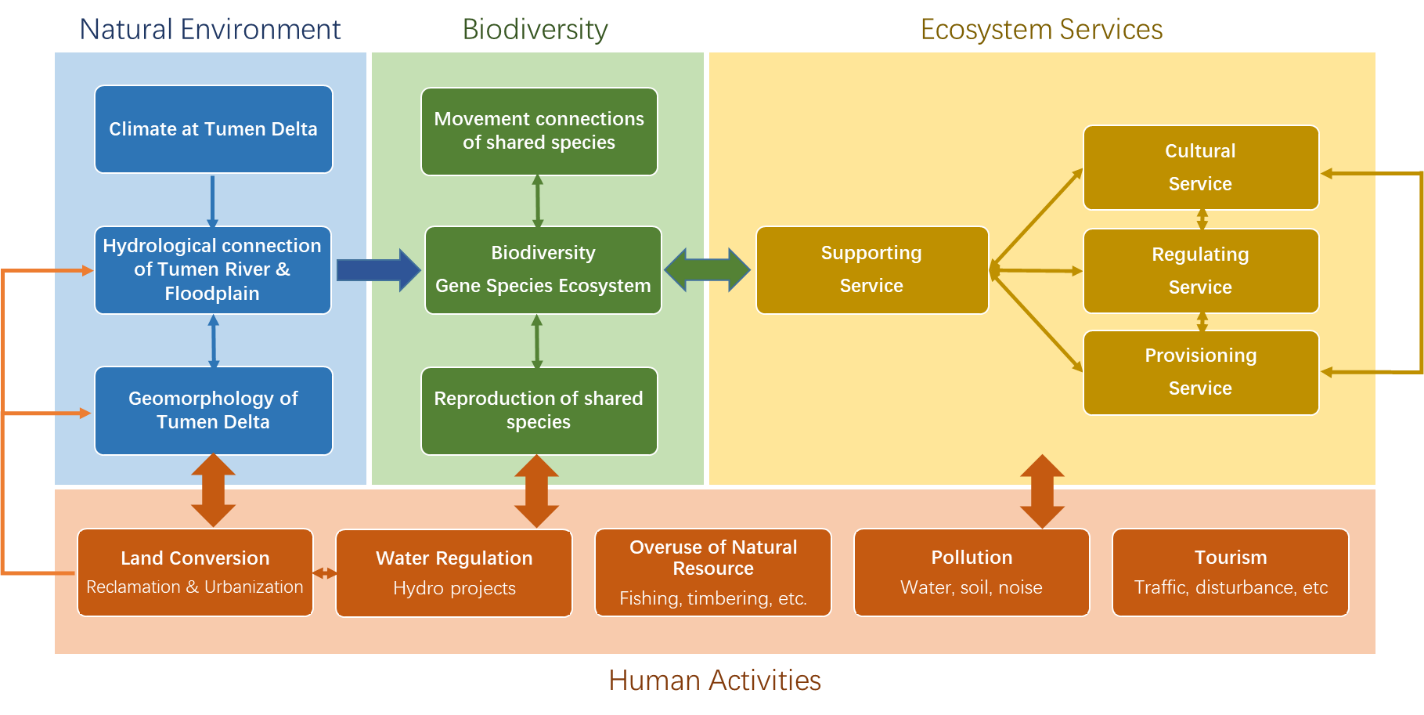 Natural Environment
Biodiversity
Ecosystem Services
Climate at Tumen Delta
Hydrological connection
of Tumen River &
Floodplain
Geomorphology of
Tumen Delta
Movement connections
of shared species
Biodiversity
Gene Species Ecosystem
Reproduction of shared
species
Supporting
Service
Cultural
Service
Regulating
Service
Provisioning
Service
Land Conversion
Reclamation & Urbanization
Water Regulation
Hydro projects
Overuse of Natural
Resource
Fishing, timbering, etc.
Pollution
Water, soil, noise
Tourism
Traffic, disturbance, etc
Human Activities